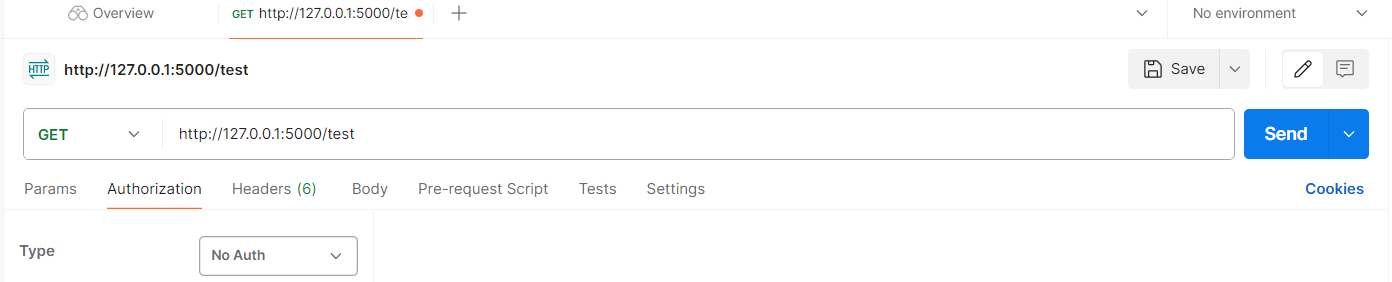 Overview GET http://127.0.0.1:5000/te No environment
HTTP http://127.0.0.1:5000/test Save
GET http://127.0.0.1:5000/test Send
Params Authorization Headers (6) Body Pre-request Script Tests Settings Cookies
Type No Auth